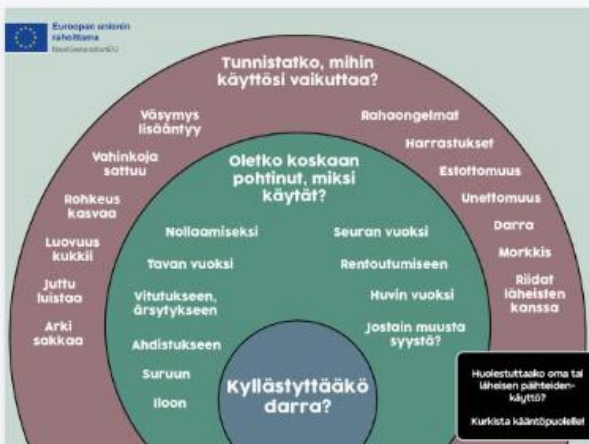 Euroopan unionin
rahoittama
NextGenerationEU
Tunnistatko, mihin
käyttösi vaikuttaa?
Väsymys
lisääntyy
Vahinkoja
sattuu
Rohkeus
kasvaa
Luovuus
kukkii
Juttu
luistaa
Arki
sakkaa
Rahaongelmat
Harrastukset
Estottomuus
Unettomuus
Darra
Morkkis
Riidat
läheisten
kanssa
Oletko koskaan
pohtinut, miksi
käytät?
Nollaamiseksi
Tavan vuoksi
Vitutukseen,
ärsytykseen
Ahdistukseen
Suruun
Iloon
Seuran vuoksi
Rentoutumiseen
Huvin vuoksi
Jostain muusta
syystä?
Kyllästyttääkö
darra?
Huolestuttaako oma tai
läheisen päihteiden-
käyttö?
Kurkista kääntöpuolelle!